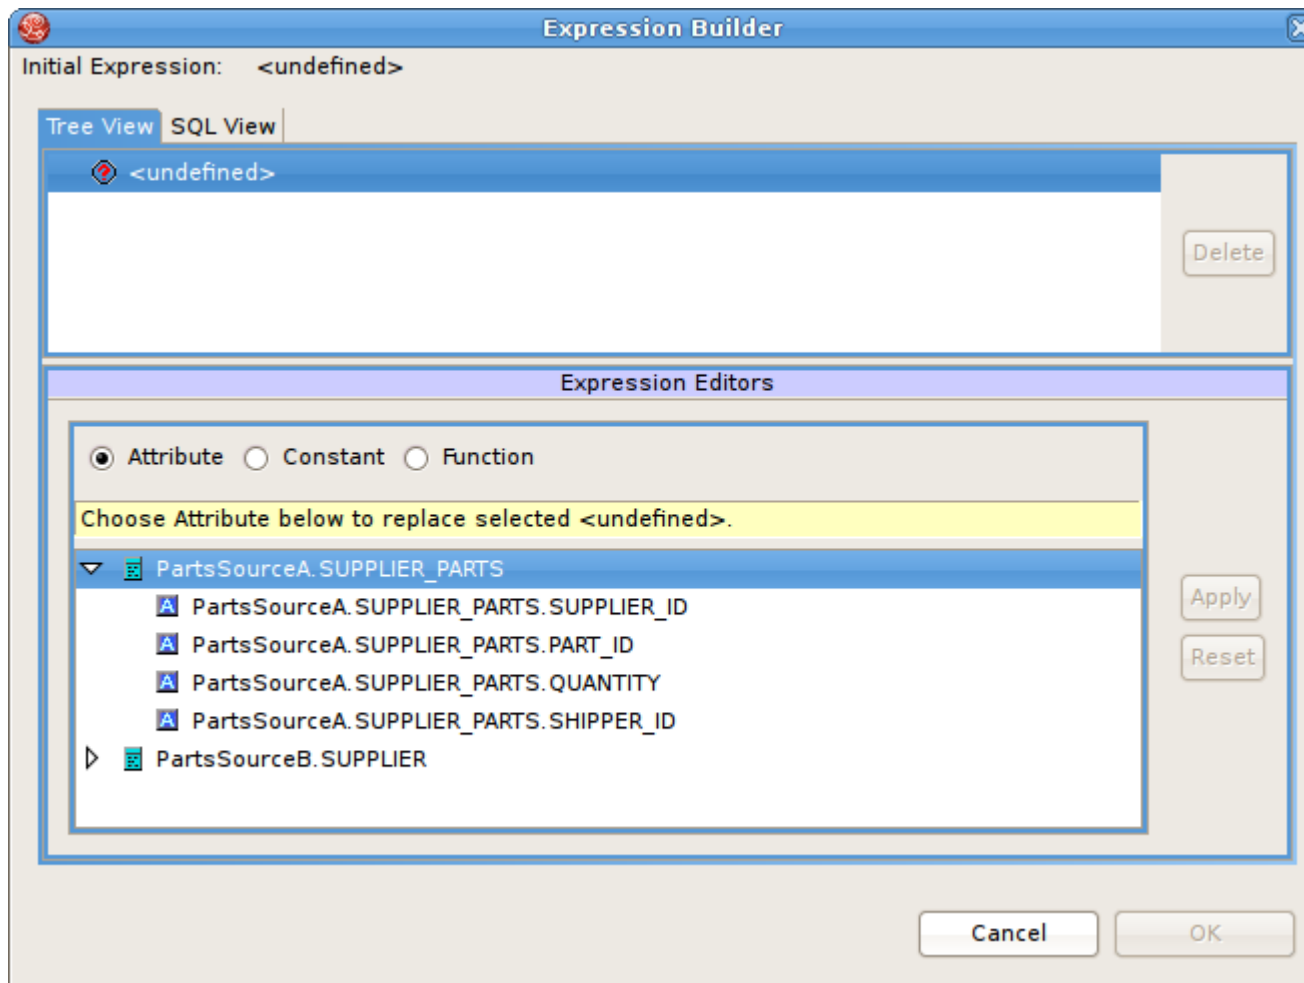 Expression Builder
Initial Expression: <undefined>
Tree View SQL View
<undefined>
Delete
Expression Editors
Attribute Constant Function
Choose Attribute below to replace selected <undefined>.
PartsSourceA.SUPPLIER_PARTS
PartsSourceA.SUPPLIER_PARTS.SUPPLIER_ID
PartsSourceA.SUPPLIER_PARTS.PART_ID
PartsSourceA.SUPPLIER_PARTS.QUANTITY
PartsSourceA.SUPPLIER_PARTS.SHIPPER_ID
PartsSourceB.SUPPLIER
Apply
Reset
Cancel OK